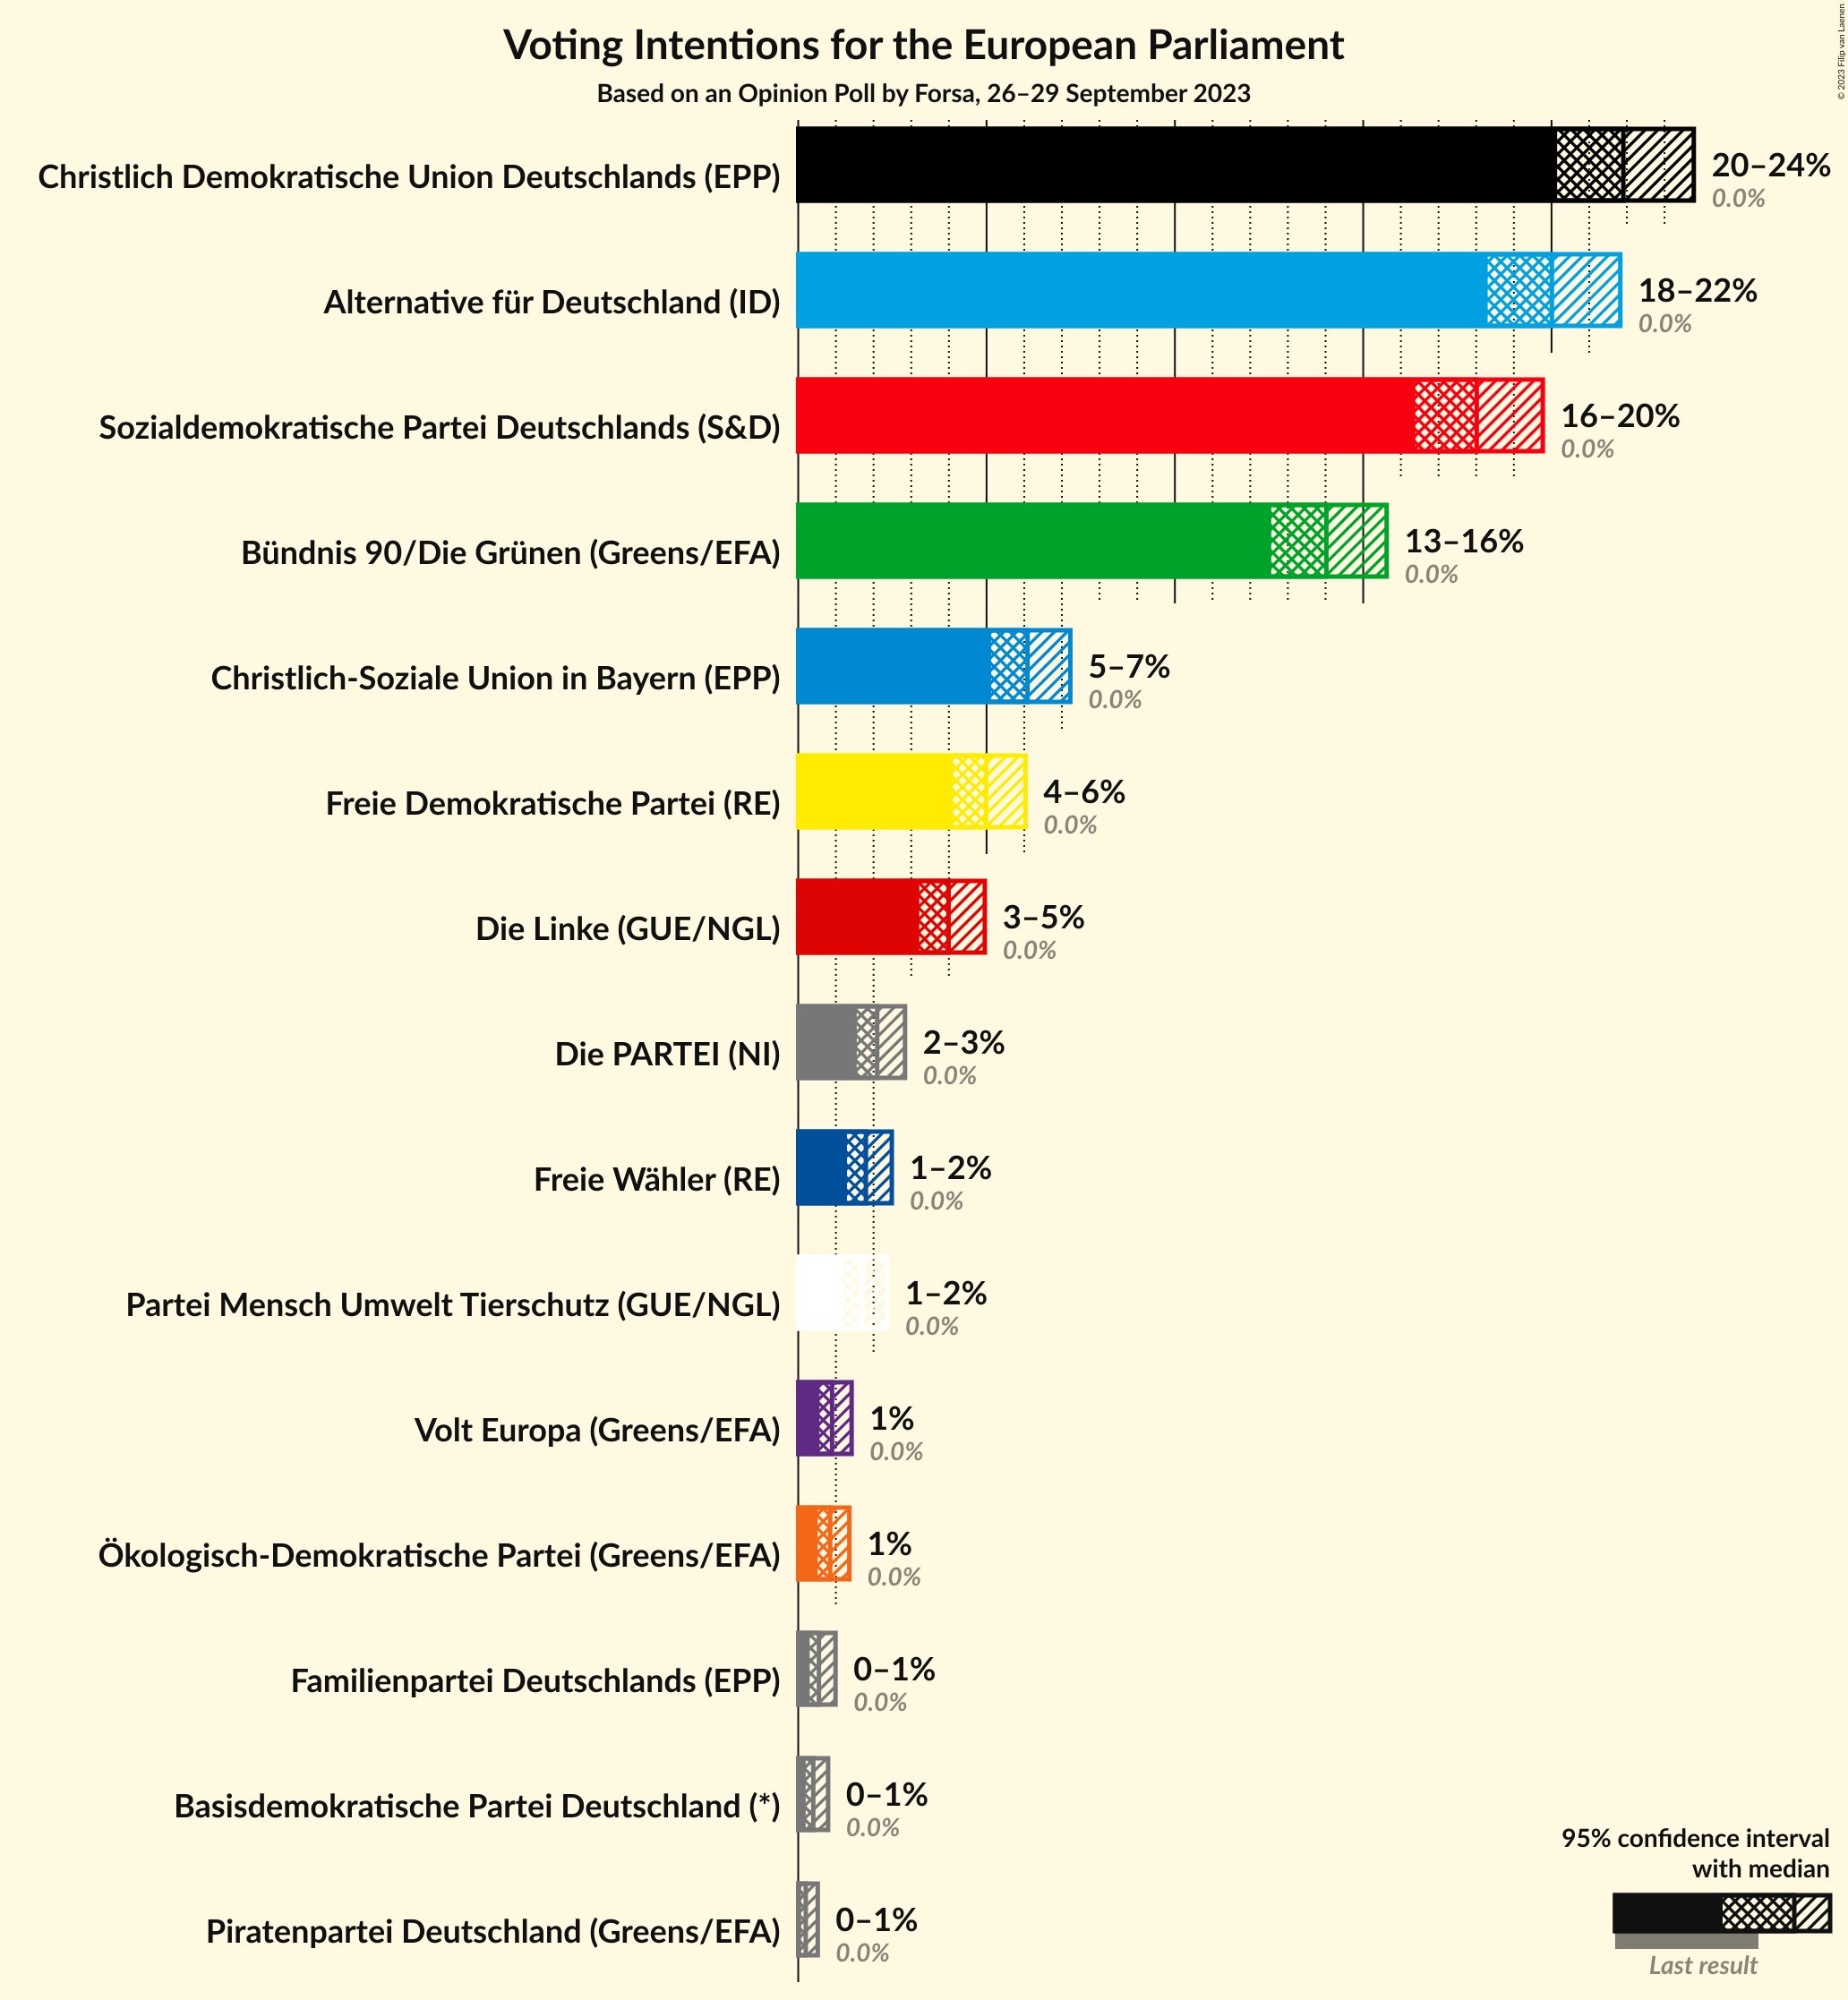 Voting Intentions for the European Parliament
Based on an Opinion Poll by Forsa, 26–29 September 2023
© 2023 Filip van Laenen
Christlich Demokratische Union Deutschlands (EPP)
20–24%
0.0%
Alternative für Deutschland (ID)
18–22%
0.0%
Sozialdemokratische Partei Deutschlands (S&D)
16–20%
0.0%
Bündnis 90/Die Grünen (Greens/EFA)
13–16%
0.0%
Christlich-Soziale Union in Bayern (EPP)
5–7%
0.0%
Freie Demokratische Partei (RE)
4–6%
0.0%
Die Linke (GUE/NGL)
3–5%
0.0%
Die PARTEI (NI)
2–3%
0.0%
Freie Wähler (RE)
1–2%
0.0%
Partei Mensch Umwelt Tierschutz (GUE/NGL)
1–2%
0.0%
Volt Europa (Greens/EFA)
1%
0.0%
Ökologisch-Demokratische Partei (Greens/EFA)
1%
0.0%
Familienpartei Deutschlands (EPP)
0–1%
0.0%
Basisdemokratische Partei Deutschland (*)
0–1%
0.0%
Piratenpartei Deutschland (Greens/EFA)
0–1%
0.0%
95% confidence interval
with median
Last result